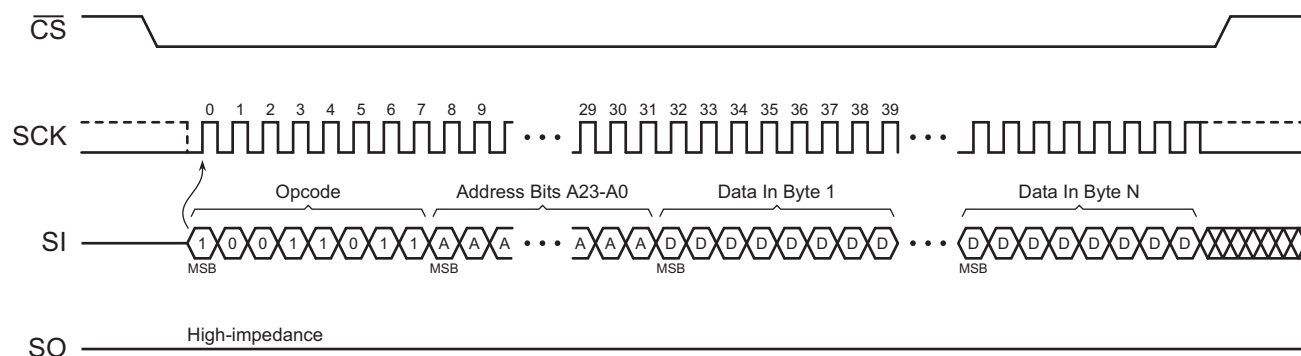 CS
0 1 2 3 4 5 6 7 8 9 29 30 31 32 33 34 35 36 37 38 39
SCK
Opcode Address Bits A23-A0 Data In Byte 1 Data In Byte N
SI 1 0 0 1 1 0 1 1 A A A A A A D D D D D D D D D D D D D D D D
MSB MSB MSB MSB
High-impedance
SO